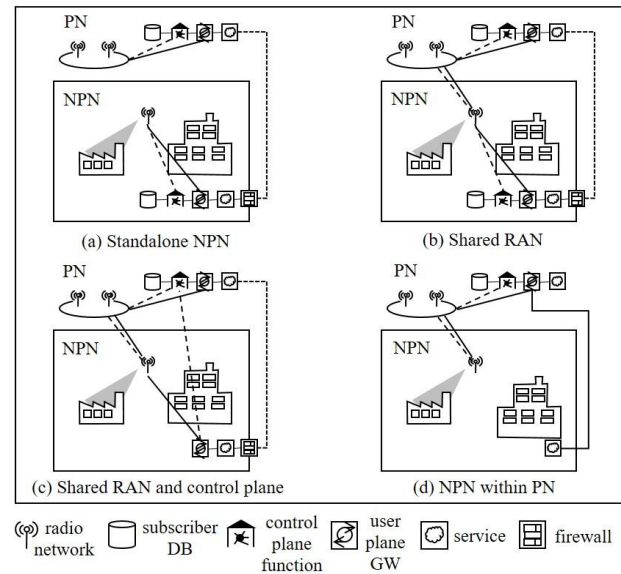 PN
NPN
(a) Standalone NPN
PN
NPN
(b) Shared RAN
PN
NPN
(c) Shared RAN and control plane
PN
NPN
(d) NPN within PN
radio
network
subscriber
DB
control
plane
function
user
plane
GW
service
firewall